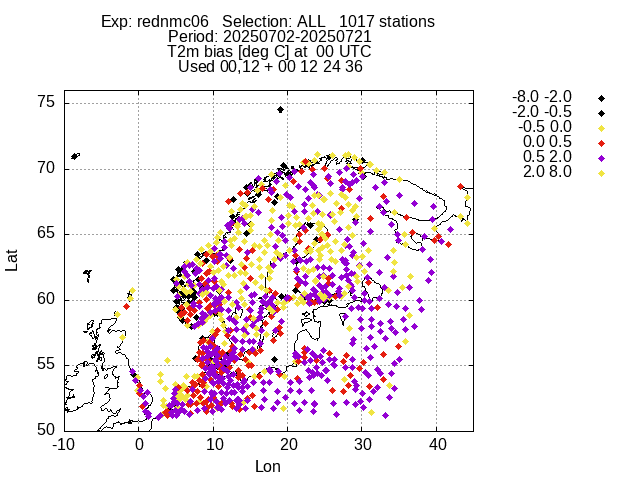 Exp: rednmc06 Selection: ALL 1017 stations
Period: 20250702-20250721
T2m bias [deg C] at 00 UTC
Used 00,12 + 00 12 24 36
-8.0 -2.0
-2.0 -0.5
-0.5 0.0
0.0 0.5
0.5 2.0
2.0 8.0
75
70
65
60
55
50
Lat
-10 0 10 20 30 40
Lon